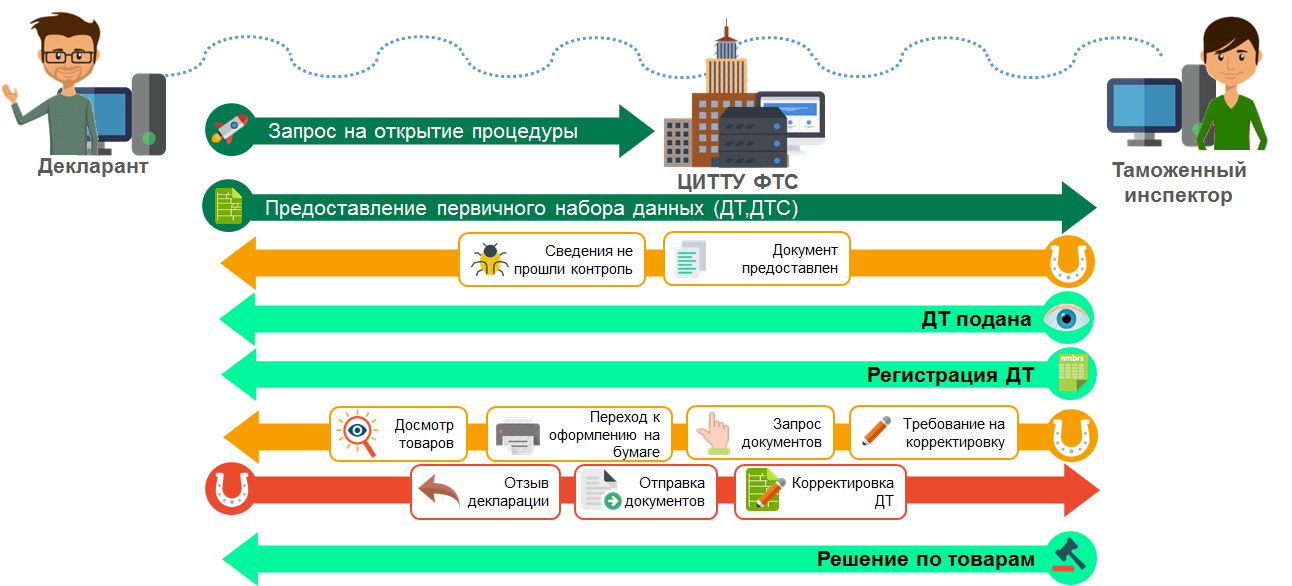 Декларант
Запрос на открытие процедуры
ЦИТТУ ФТС
Таможенный
инспектор
Предоставление первичного набора данных (ДТ,ДТС)
Сведения не
прошли контроль
Документ
предоставлен
ДТ подана
Регистрация ДТ
nmbrs
Досмотр
товаров
Переход к
оформлению на
бумаге
Запрос
документов
Требование на
корректировку
Отзыв
декларации
Отправка
документов
Корректировка
ДТ
Решение по товарам